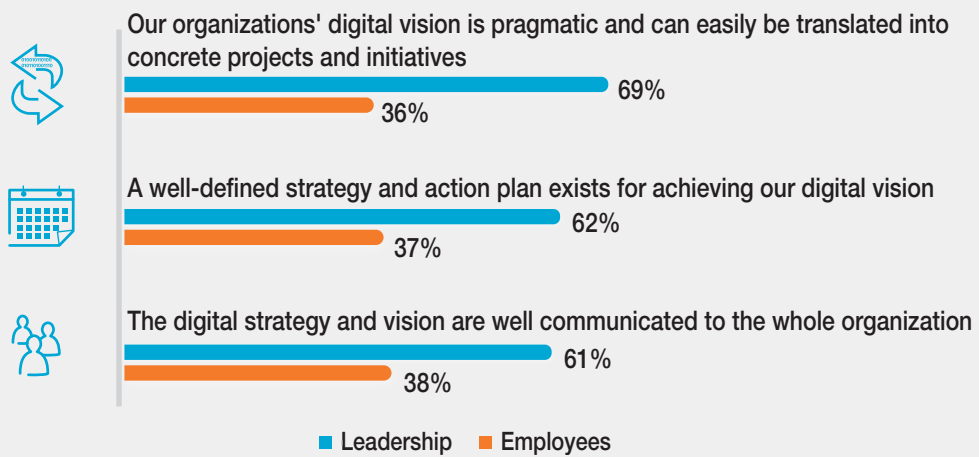 Our organizations' digital vision is pragmatic and can easily be translated into
concrete projects and initiatives
69%
36%
A well-defined strategy and action plan exists for achieving our digital vision
62%
37%
The digital strategy and vision are well communicated to the whole organization
61%
38%
Leadership Employees